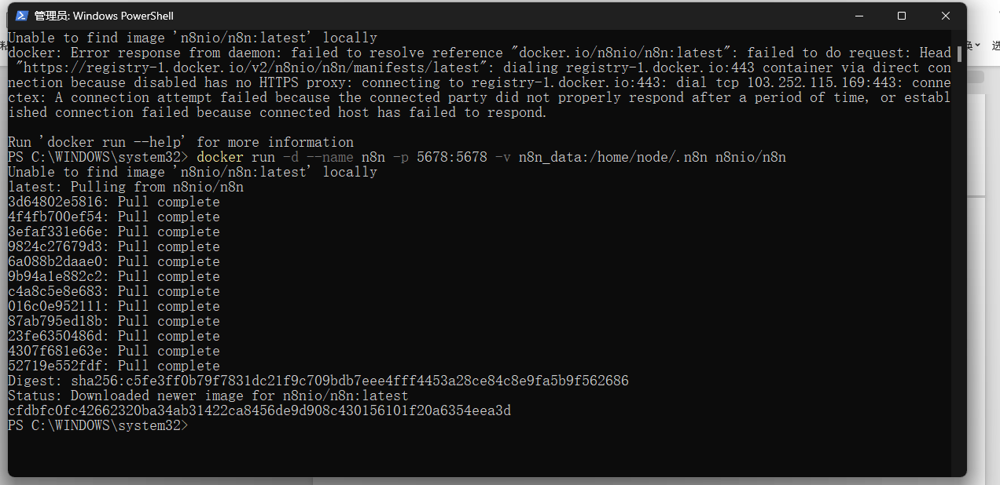 管理员: Windows PowerShell
Unable to find image 'n8nio/n8n:latest' locally
docker: Error response from daemon: failed to resolve reference "docker.io/n8nio/n8n:latest": failed to do request: Head
"https://registry-1.docker.io/v2/n8nio/n8n/manifests/latest": dialing registry-1.docker.io:443 container via direct con
nection because disabled has no HTTPS proxy: connecting to registry-1.docker.io:443: dial tcp 103.252.115.169:443: conne
ctex: A connection attempt failed because the connected party did not properly respond after a period of time, or establ
ished connection failed because connected host has failed to respond.
Run 'docker run --help' for more information
PS C:\WINDOWS\system32> docker run -d --name n8n -p 5678:5678 -v n8n_data:/home/node/.n8n n8nio/n8n
Unable to find image 'n8nio/n8n:latest' locally
latest: Pulling from n8nio/n8n
3d64802e5816: Pull complete
4f4fb700ef54: Pull complete
3efaf331e66e: Pull complete
9824c27679d3: Pull complete
6a088b2daae0: Pull complete
9b94a1e882c2: Pull complete
c4a8c5e8e683: Pull complete
016c0e952111: Pull complete
87ab795ed18b: Pull complete
23fe6350486d: Pull complete
4307f681e63e: Pull complete
52719e552fdf: Pull complete
Digest: sha256:c5fe3ff0b79f7831dc21f9c709bdb7eee4fff4453a28ce84c8e9fa5b9f562686
Status: Downloaded newer image for n8nio/n8n:latest
cfdbfc0fc42662320ba34ab31422ca8456de9d908c430156101f20a6354eea3d
PS C:\WINDOWS\system32>